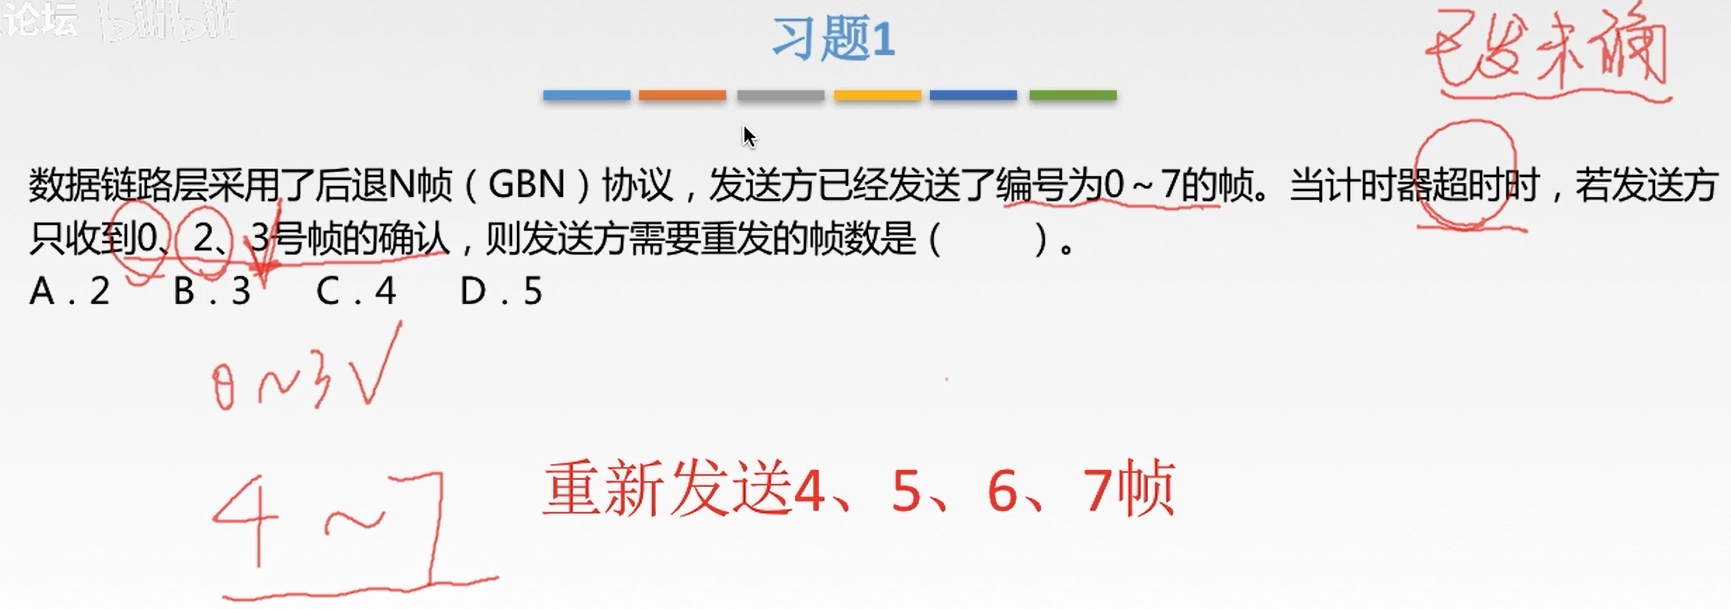 论坛 bilibili
习题1
已发未确
数据链路层采用了后退N帧（GBN）协议，发送方已经发送了编号为0～7的帧。当计时器超时时，若发送方
只收到0、2、3号帧的确认，则发送方需要重发的帧数是（　　）。
A．2　B．3　C．4　D．5
0～3√
4～7
重新发送4、5、6、7帧